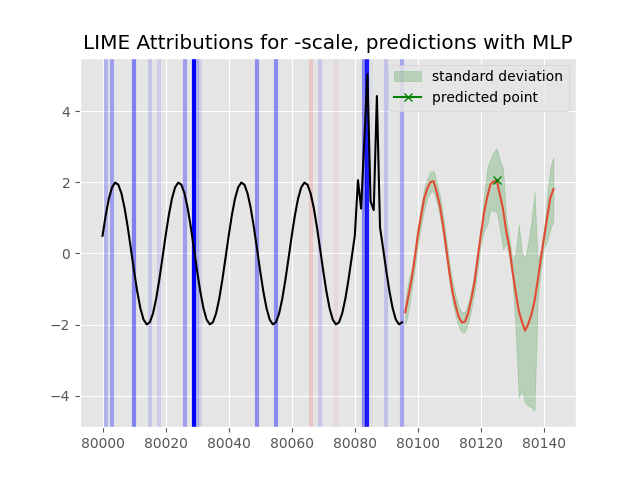 LIME Attributions for -scale, predictions with MLP
standard deviation
predicted point
4
2
0
−2
−4
80000 80020 80040 80060 80080 80100 80120 80140